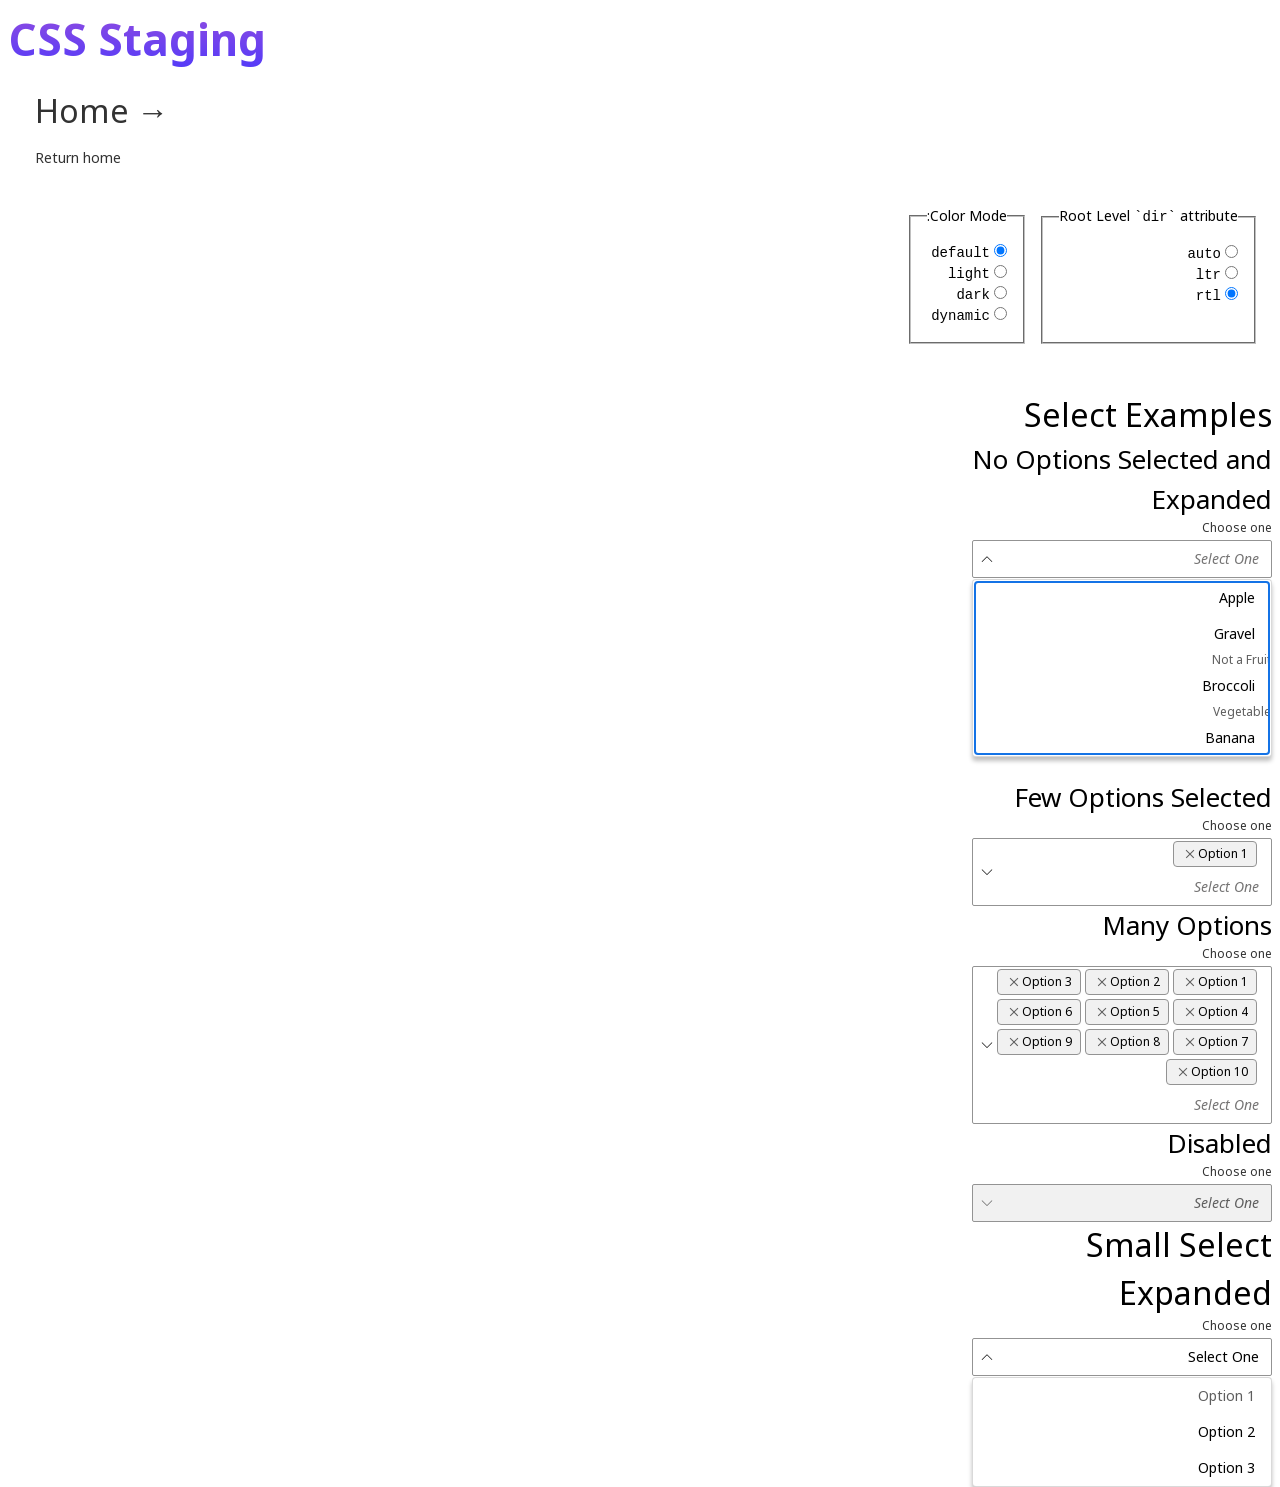 CSS Staging
Home →
Return home
Root Level `dir` attribute
auto
ltr
rtl
:Color Mode
default
light
dark
dynamic
Select Examples
No Options Selected and
Expanded
Choose one
Select One
Apple
Gravel
Not a Fruit
Broccoli
Vegetable
Banana
Few Options Selected
Choose one
Option 1
Select One
Many Options
Choose one
Option 1 Option 2 Option 3
Option 4 Option 5 Option 6
Option 7 Option 8 Option 9
Option 10
Select One
Disabled
Choose one
Select One
Small Select
Expanded
Choose one
Select One
Option 1
Option 2
Option 3